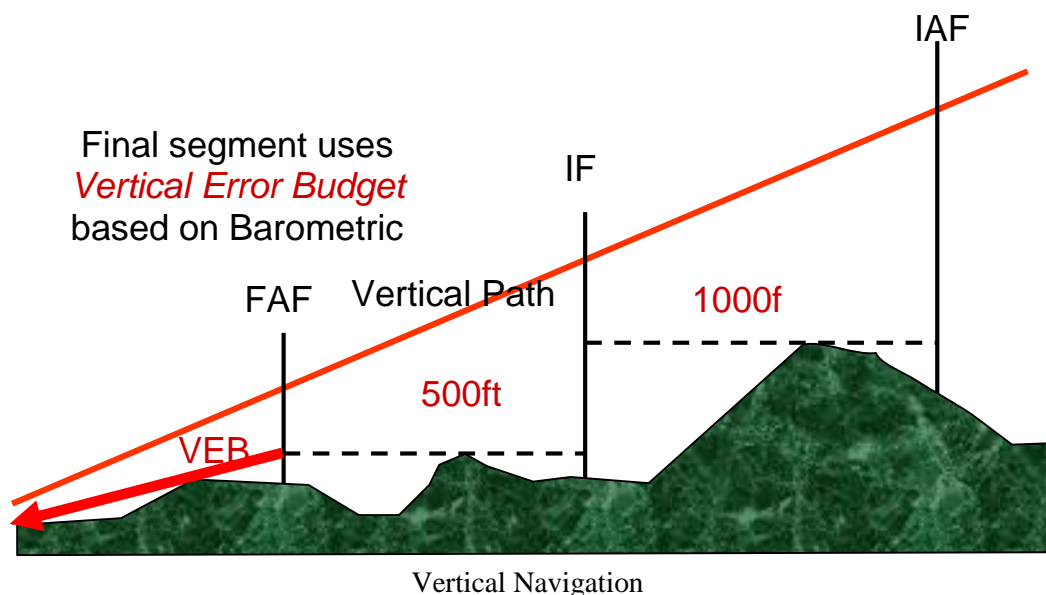 IAF
Final segment uses
Vertical Error Budget
based on Barometric
IF
FAF
Vertical Path
1000f
500ft
VEB
Vertical Navigation